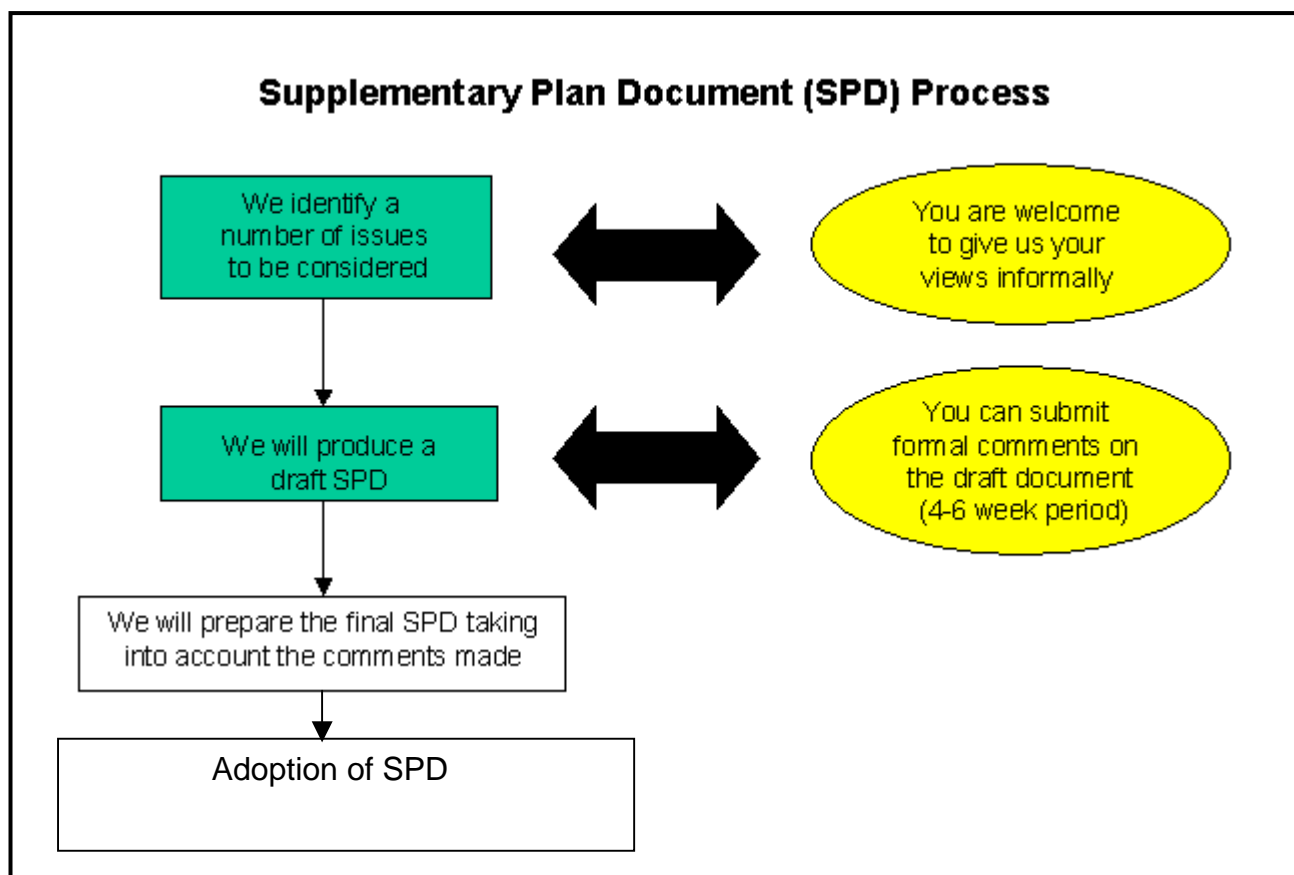 Supplementary Plan Document (SPD) Process
We identify a
number of issues
to be considered
You are welcome
to give us your
views informally
We will produce a
draft SPD
You can submit
formal comments on
the draft document
(4-6 week period)
We will prepare the final SPD taking
into account the comments made
Adoption of SPD